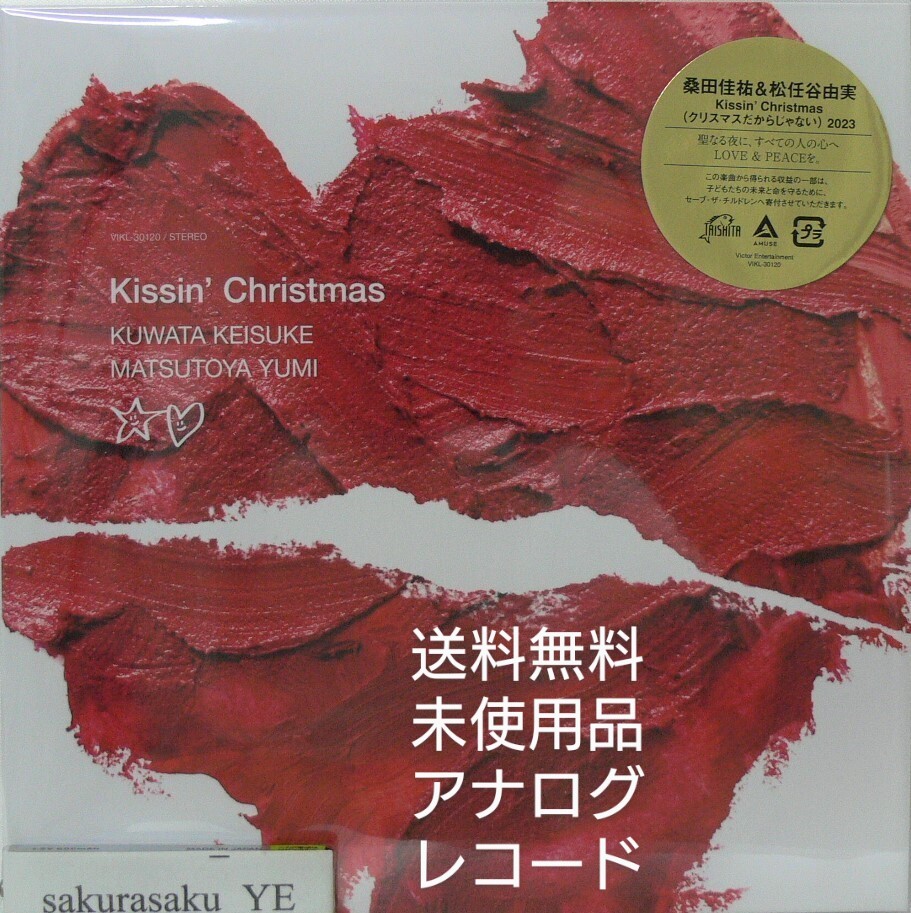 桑田佳祐&松任谷由実
Kissin' Christmas
(クリスマスだからじゃない) 2023
聖なる夜に、すべての人の心へ
LOVE & PEACEを。
この楽曲から得られる収益の一部は、
子どもたちの未来と命を守るために、
セーブ・ザ・チルドレンへ寄付させていただきます。
TAISHITA
AMUSE
プラ
Victor Entertainment
VIKL-30120
VIKL-30120 / STEREO
Kissin' Christmas
KUWATA KEISUKE
MATSUTOYA YUMI
送料無料
未使用品
アナログ
レコード
sakurasaku YE